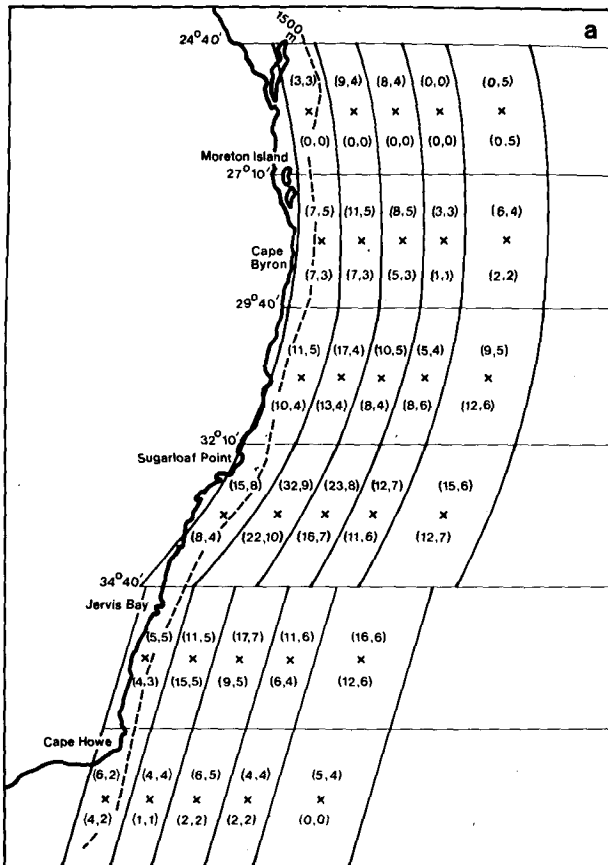 1500 m
a
24°40'
(3,3) (9,4) (8,4) (0,0) (0,5)
× × × × ×
(0,0) (0,0) (0,0) (0,0) (0,5)
Moreton Island
27°10'
(7,5) (11,5) (8,5) (3,3) (6,4)
× × × × ×
Cape
Byron
(7,3) (7,3) (5,3) (1,1) (2,2)
29°40'
(11,5) (17,4) (10,5) (5,4) (9,5)
× × × × ×
(10,4) (13,4) (8,4) (8,6) (12,6)
32°10'
Sugarloaf Point
(15,8) (32,9) (23,8) (12,7) (15,6)
× × × × ×
(8,4) (22,10) (16,7) (11,6) (12,7)
34°40'
Jervis Bay
(5,5) (11,5) (17,7) (11,6) (16,6)
× × × × ×
(4,3) (15,5) (9,5) (6,4) (12,6)
Cape Howe
(6,2) (4,4) (6,5) (4,4) (5,4)
× × × × ×
(4,2) (1,1) (2,2) (2,2) (0,0)